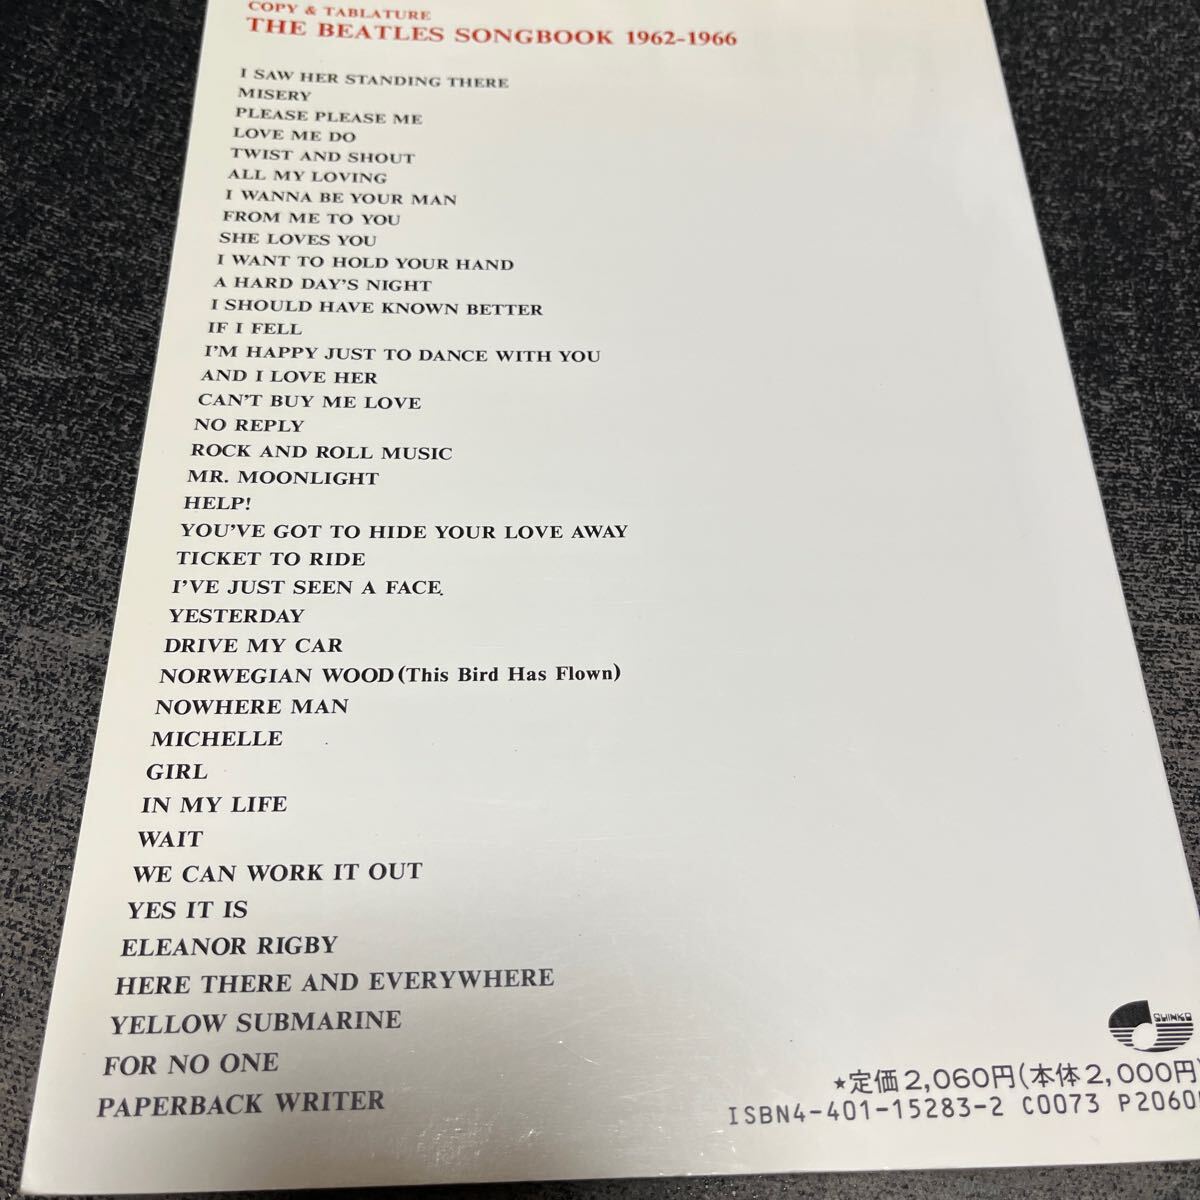 COPY & TABLATURE
THE BEATLES SONGBOOK 1962-1966
I SAW HER STANDING THERE
MISERY
PLEASE PLEASE ME
LOVE ME DO
TWIST AND SHOUT
ALL MY LOVING
I WANNA BE YOUR MAN
FROM ME TO YOU
SHE LOVES YOU
I WANT TO HOLD YOUR HAND
A HARD DAY'S NIGHT
I SHOULD HAVE KNOWN BETTER
IF I FELL
I'M HAPPY JUST TO DANCE WITH YOU
AND I LOVE HER
CAN'T BUY ME LOVE
NO REPLY
ROCK AND ROLL MUSIC
MR. MOONLIGHT
HELP!
YOU'VE GOT TO HIDE YOUR LOVE AWAY
TICKET TO RIDE
I'VE JUST SEEN A FACE
YESTERDAY
DRIVE MY CAR
NORWEGIAN WOOD (This Bird Has Flown)
NOWHERE MAN
MICHELLE
GIRL
IN MY LIFE
WAIT
WE CAN WORK IT OUT
YES IT IS
ELEANOR RIGBY
HERE THERE AND EVERYWHERE
YELLOW SUBMARINE
FOR NO ONE
PAPERBACK WRITER
SHINKO
★定価2,060円(本体2,000円)
ISBN4-401-15283-2 C0073 P2060